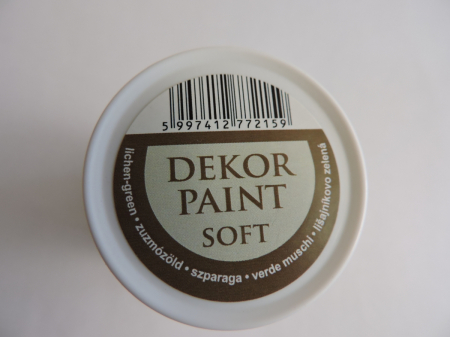 5 997412 772159
DEKOR
PAINT
SOFT
lichen-green • zuzmózöld • szparaga • verde muschi • lišajníkovo zelená